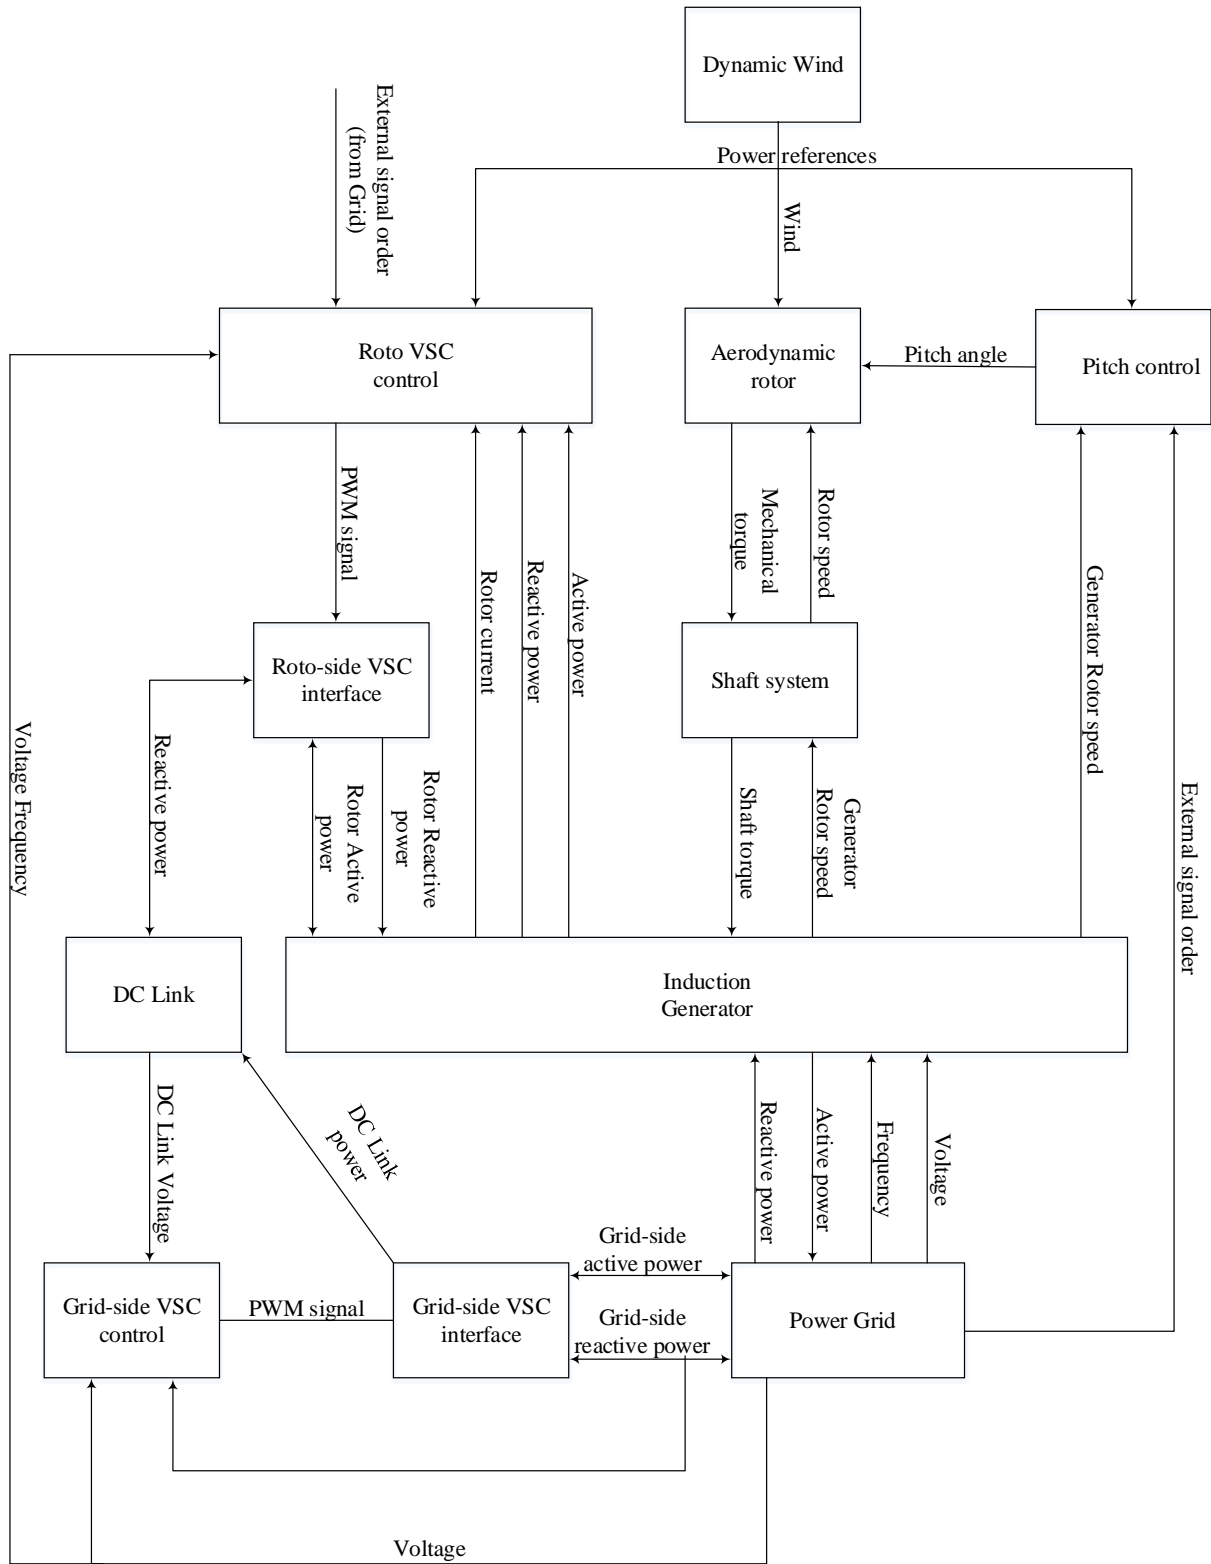 Dynamic Wind
External signal order
(from Grid)
Power references
Wind
Roto VSC
control
Aerodynamic
rotor
Pitch angle
Pitch control
PWM signal
Mechanical
torque
Rotor speed
Rotor current
Reactive power
Active power
Generator Rotor speed
Roto-side VSC
interface
Shaft system
Voltage Frequency
Reactive power
Rotor Active
power
Rotor Reactive
power
Shaft torque
Generator
Rotor speed
External signal order
DC Link
Induction
Generator
DC Link Voltage
DC Link
power
Reactive power
Active power
Frequency
Voltage
Grid-side
active power
Grid-side VSC
control
PWM signal
Grid-side VSC
interface
Grid-side
reactive power
Power Grid
Voltage